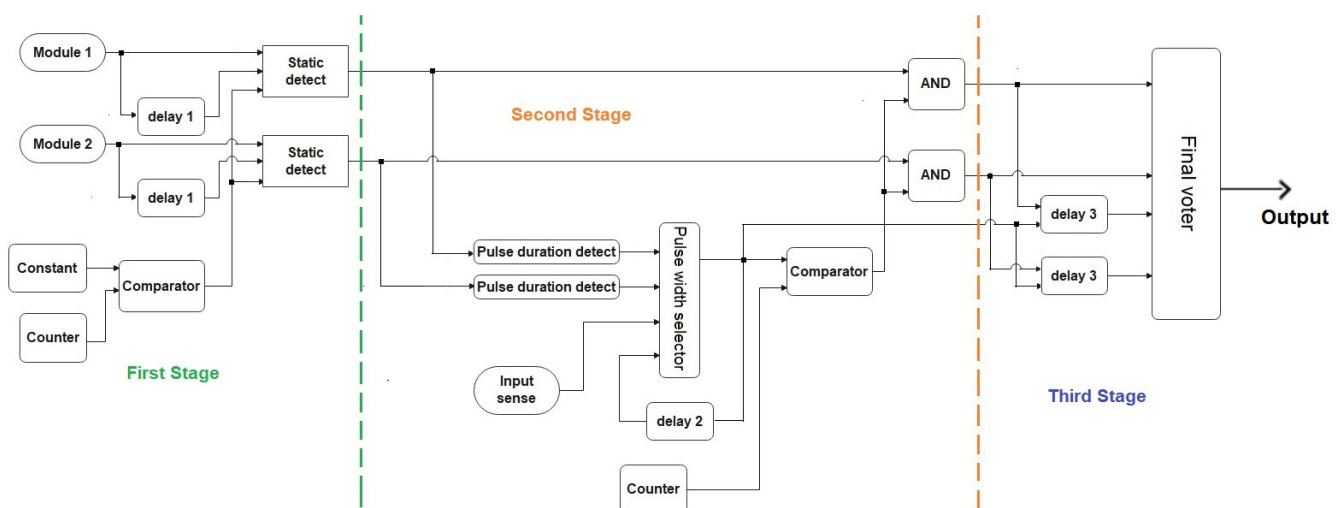 Module 1
Static
detect
delay 1
Module 2
Static
detect
delay 1
Constant
Comparator
Counter
First Stage
Second Stage
AND
AND
Pulse duration detect
Pulse duration detect
Pulse width selector
Comparator
Input
sense
delay 2
Counter
delay 3
delay 3
Final voter
Output
Third Stage